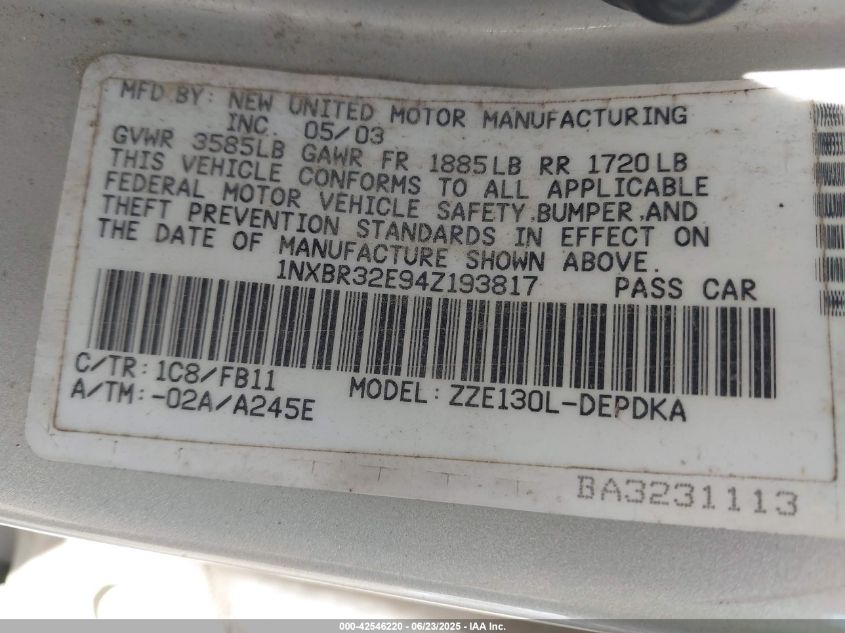 MFD BY: NEW UNITED MOTOR MANUFACTURING
INC. 05/03
GVWR 3585LB GAWR FR 1885LB RR 1720LB
THIS VEHICLE CONFORMS TO ALL APPLICABLE
FEDERAL MOTOR VEHICLE SAFETY,BUMPER,AND
THEFT PREVENTION STANDARDS IN EFFECT ON
THE DATE OF MANUFACTURE SHOWN ABOVE.
1NXBR32E94Z193817 PASS CAR
C/TR: 1C8/FB11
A/TM: -02A/A245E MODEL: ZZE130L-DEPDKA
BA3231113
000-42546220 - 06/23/2025 - IAA Inc.